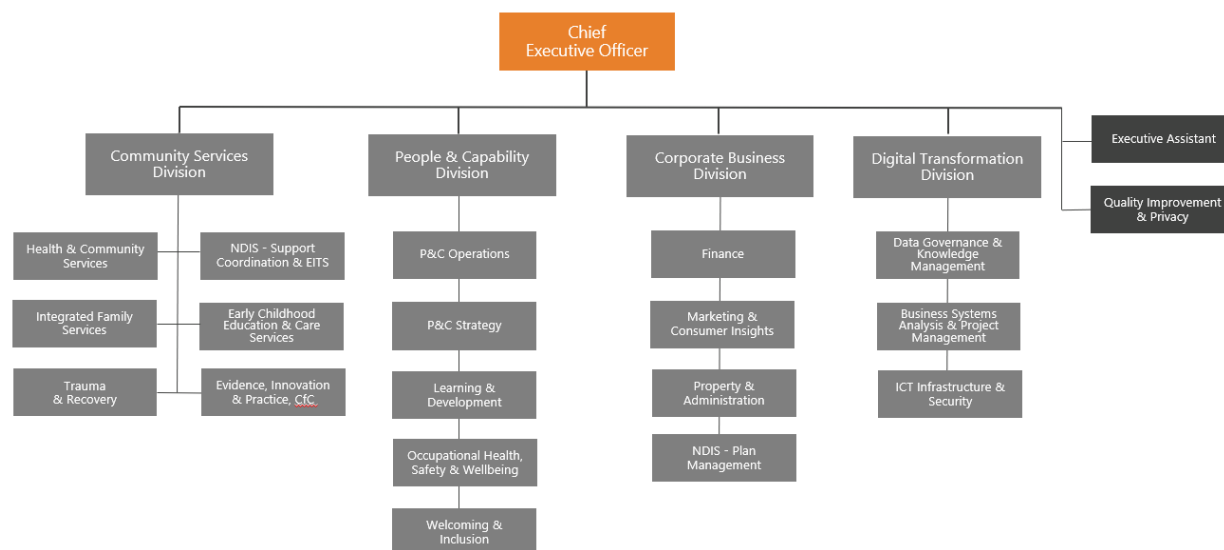 Chief
Executive Officer
Community Services
Division
People & Capability
Division
Corporate Business
Division
Digital Transformation
Division
Executive Assistant
Quality Improvement
& Privacy
Health & Community
Services
NDIS - Support
Coordination & EITS
Integrated Family
Services
Early Childhood
Education & Care
Services
Trauma
& Recovery
Evidence, Innovation
& Practice, CfC
P&C Operations
P&C Strategy
Learning &
Development
Occupational Health,
Safety & Wellbeing
Welcoming &
Inclusion
Finance
Marketing &
Consumer Insights
Property &
Administration
NDIS - Plan
Management
Data Governance &
Knowledge
Management
Business Systems
Analysis & Project
Management
ICT Infrastructure &
Security